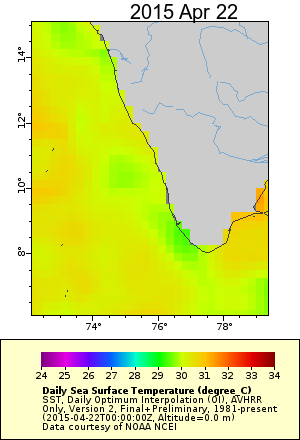 2015 Apr 22
14°
12°
10°
8°
74°
76°
78°
24 25 26 27 28 29 30 31 32 33 34
Daily Sea Surface Temperature (degree_C)
SST, Daily Optimum Interpolation (OI), AVHRR
Only, Version 2, Final+Preliminary, 1981-present
(2015-04-22T00:00:00Z, Altitude=0.0 m)
Data courtesy of NOAA NCEI